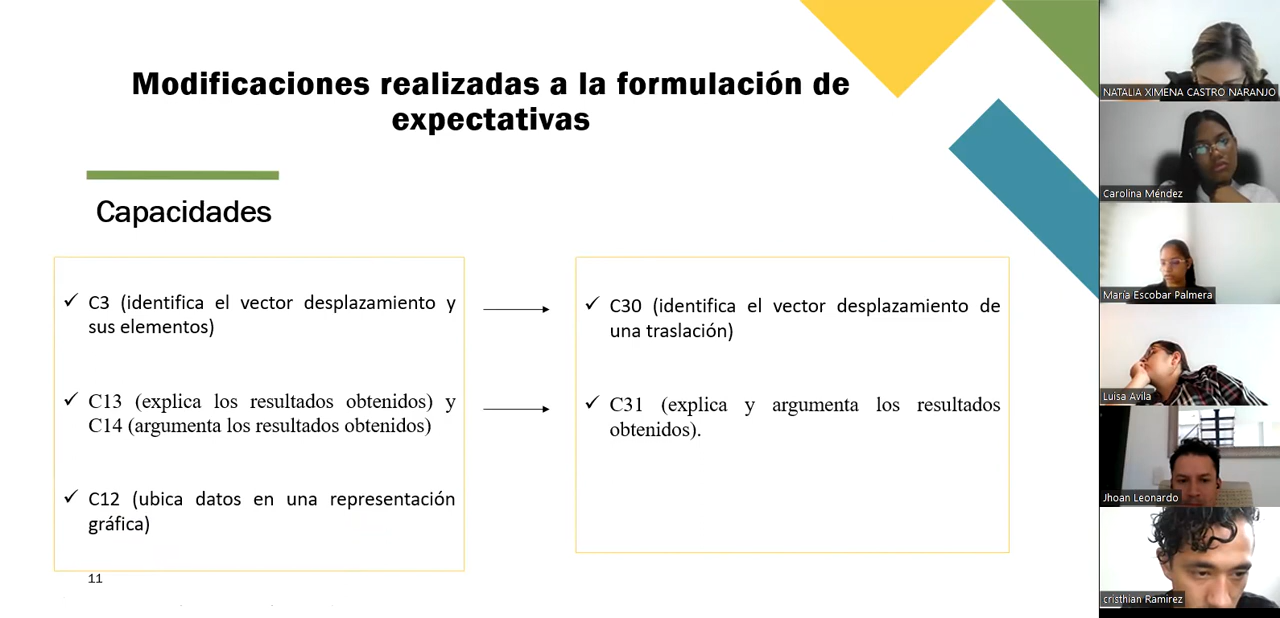 Modificaciones realizadas a la formulación de
expectativas
Capacidades
✓ C3 (identifica el vector desplazamiento y
sus elementos)
✓ C13 (explica los resultados obtenidos) y
C14 (argumenta los resultados obtenidos)
✓ C12 (ubica datos en una representación
gráfica)
✓ C30 (identifica el vector desplazamiento de
una traslación)
✓ C31 (explica y argumenta los resultados
obtenidos).
11
NATALIA XIMENA CASTRO NARANJO
Carolina Méndez
María Escobar Palmera
Luisa Avila
Jhoan Leonardo
cristhian Ramirez